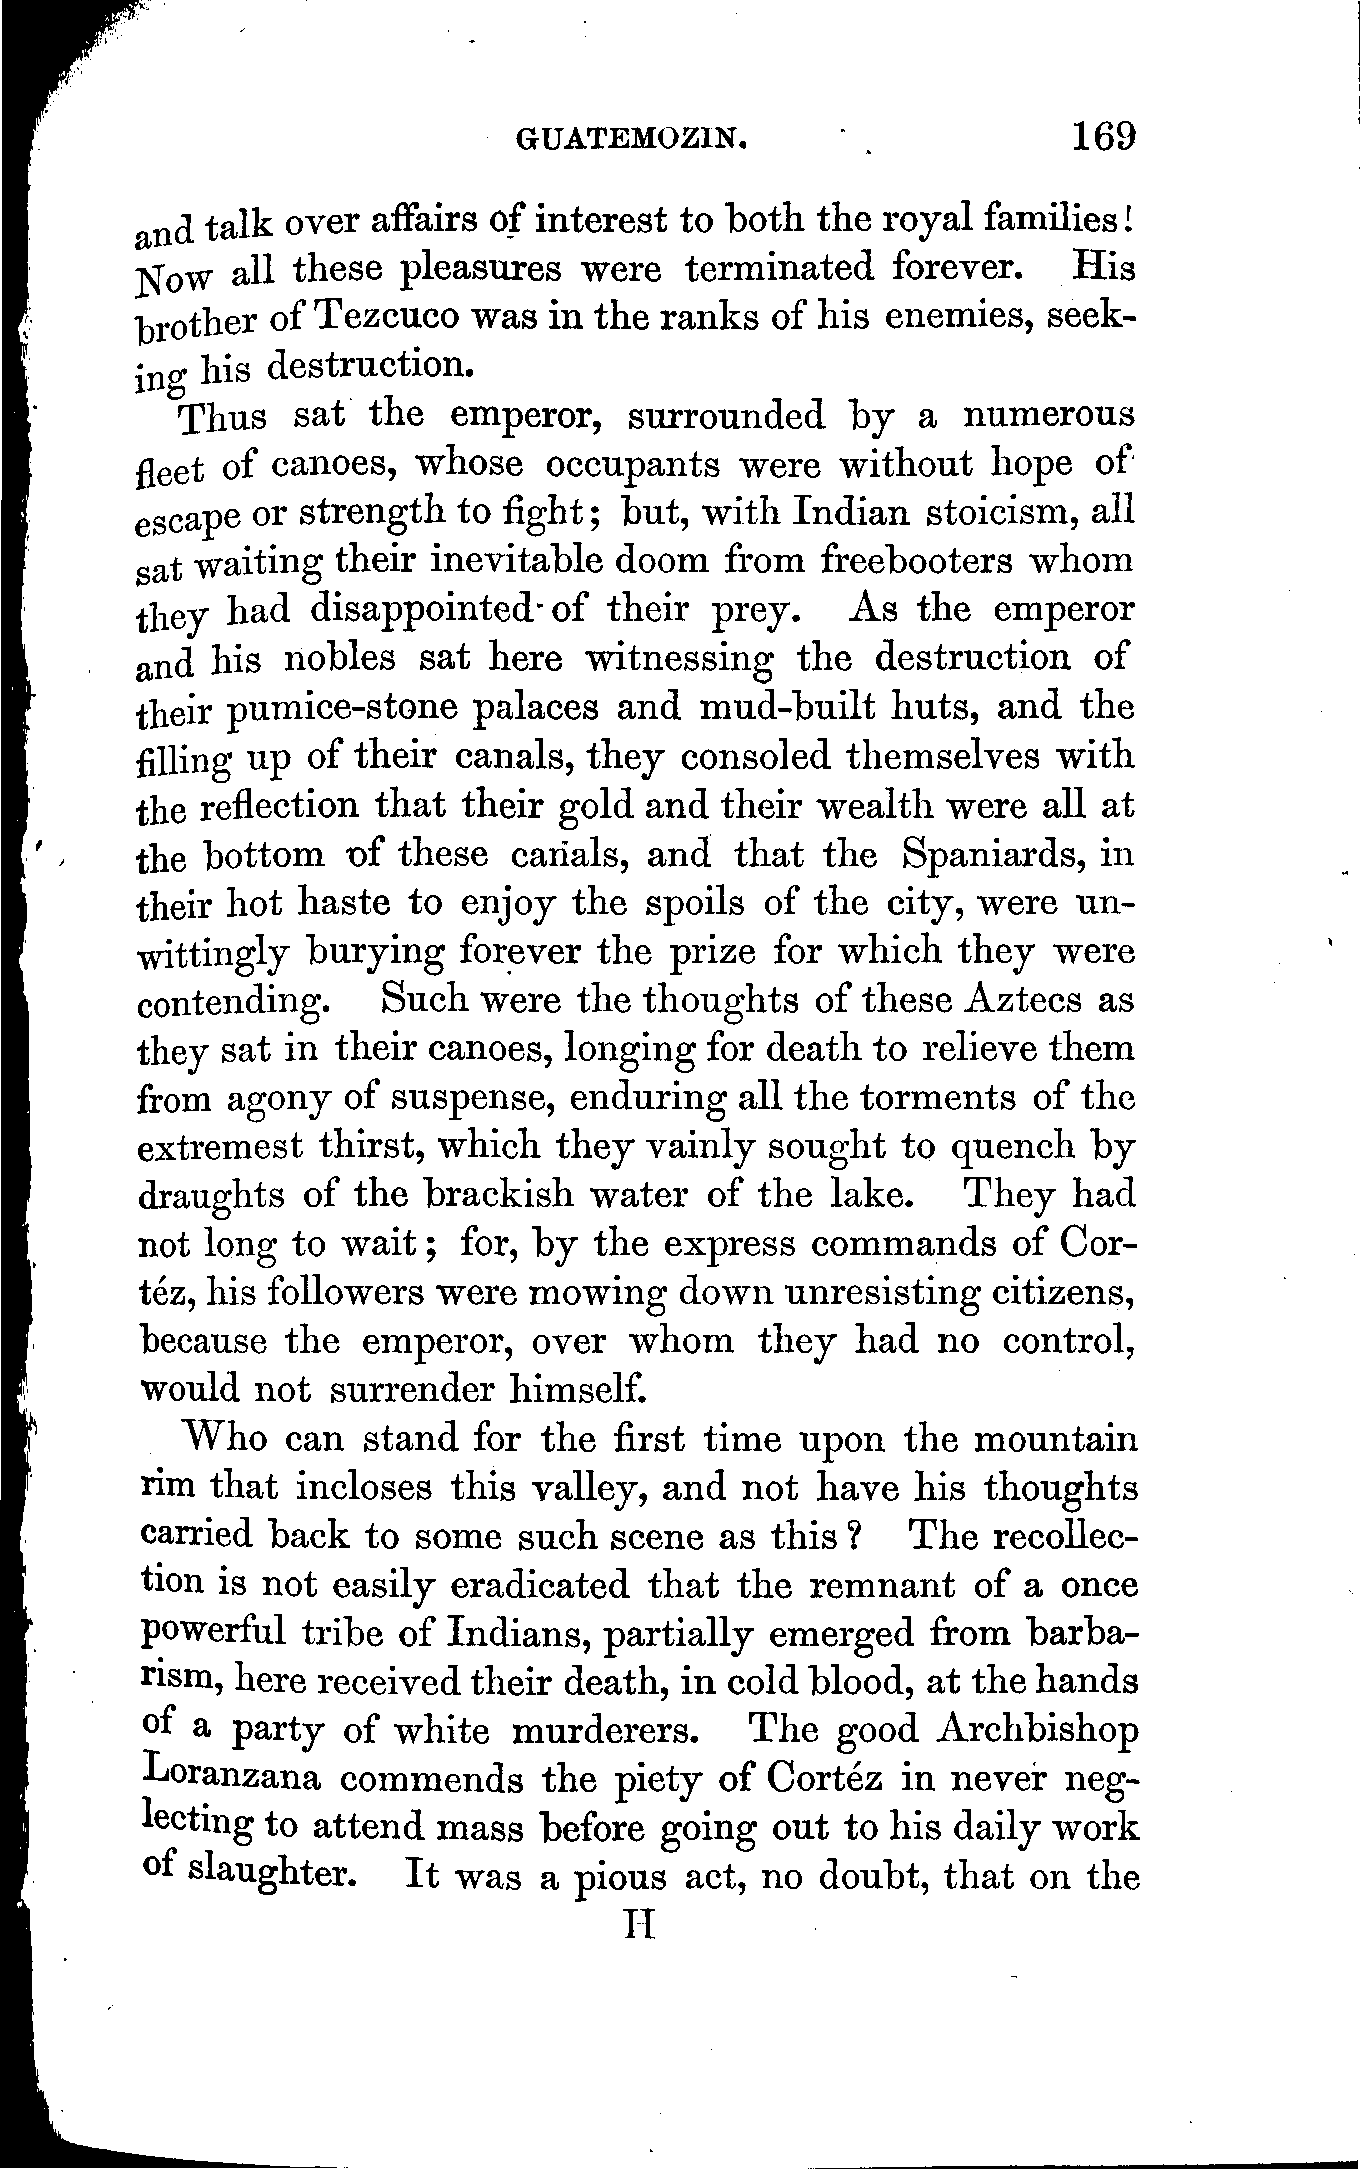 GUATEMOZIN. 169
and talk over affairs of interest to both the royal families!
Now all these pleasures were terminated forever. His
brother of Tezcuco was in the ranks of his enemies, seek-
ing his destruction.
Thus sat the emperor, surrounded by a numerous
fleet of canoes, whose occupants were without hope of
escape or strength to fight; but, with Indian stoicism, all
sat waiting their inevitable doom from freebooters whom
they had disappointed of their prey. As the emperor
and his nobles sat here witnessing the destruction of
their pumice-stone palaces and mud-built huts, and the
filling up of their canals, they consoled themselves with
the reflection that their gold and their wealth were all at
the bottom of these canals, and that the Spaniards, in
their hot haste to enjoy the spoils of the city, were un-
wittingly burying forever the prize for which they were
contending. Such were the thoughts of these Aztecs as
they sat in their canoes, longing for death to relieve them
from agony of suspense, enduring all the torments of the
extremest thirst, which they vainly sought to quench by
draughts of the brackish water of the lake. They had
not long to wait; for, by the express commands of Cor-
téz, his followers were mowing down unresisting citizens,
because the emperor, over whom they had no control,
would not surrender himself.
Who can stand for the first time upon the mountain
rim that incloses this valley, and not have his thoughts
carried back to some such scene as this? The recollec-
tion is not easily eradicated that the remnant of a once
powerful tribe of Indians, partially emerged from barba-
rism, here received their death, in cold blood, at the hands
of a party of white murderers. The good Archbishop
Loranzana commends the piety of Cortéz in never neg-
lecting to attend mass before going out to his daily work
of slaughter. It was a pious act, no doubt, that on the
H